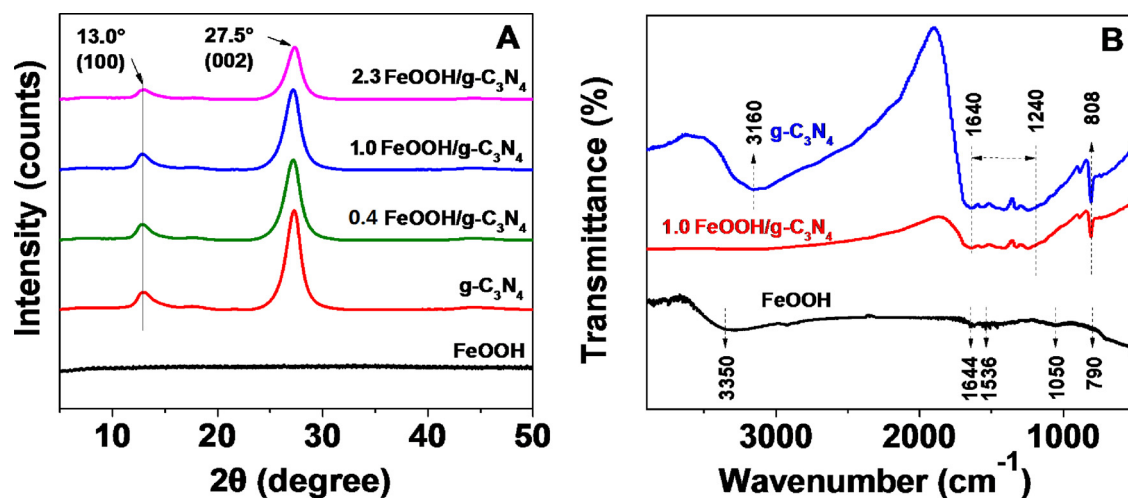 A
13.0°
(100)
27.5°
(002)
2.3 FeOOH/g-C₃N₄
1.0 FeOOH/g-C₃N₄
0.4 FeOOH/g-C₃N₄
g-C₃N₄
FeOOH
Intensity (counts)
10 20 30 40 50
2θ (degree)
B
3160
g-C₃N₄
1640
1240
808
1.0 FeOOH/g-C₃N₄
FeOOH
3350
1644
1536
1050
790
Transmittance (%)
3000 2000 1000
Wavenumber (cm⁻¹)